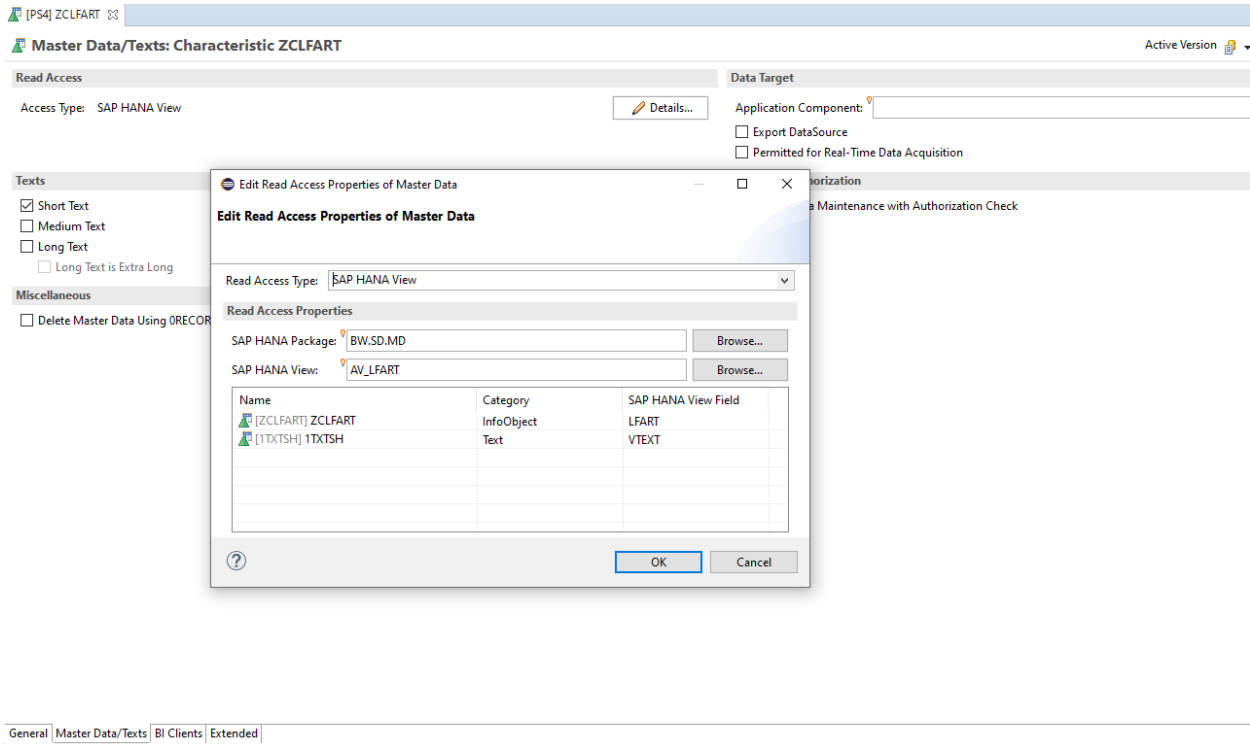 [PS4] ZCLFART
Master Data/Texts: Characteristic ZCLFART
Active Version
Read Access
Data Target
Access Type: SAP HANA View
Details...
Application Component:
Export DataSource
Permitted for Real-Time Data Acquisition
Texts
Short Text
Medium Text
Long Text
Long Text is Extra Long
Miscellaneous
Delete Master Data Using 0RECOR
horization
a Maintenance with Authorization Check
Edit Read Access Properties of Master Data
Edit Read Access Properties of Master Data
Read Access Type: SAP HANA View
Read Access Properties
SAP HANA Package: BW.SD.MD Browse...
SAP HANA View: AV_LFART Browse...
Name Category SAP HANA View Field
[ZCLFART] ZCLFART InfoObject LFART
[1TXTSH] 1TXTSH Text VTEXT
? OK Cancel
General Master Data/Texts BI Clients Extended